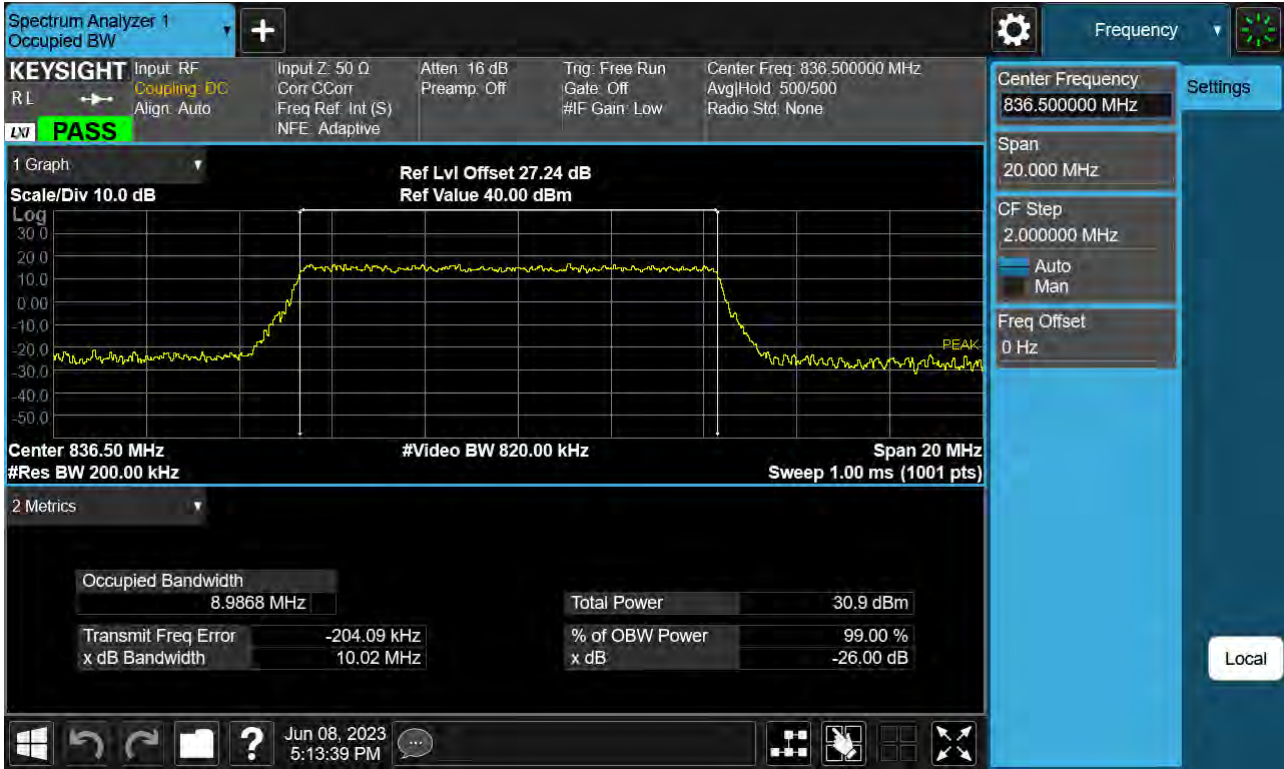 Spectrum Analyzer 1
Occupied BW
+
Frequency
KEYSIGHT
R L
LXI
PASS
Input: RF
Coupling: DC
Align: Auto
Input Z: 50 Ω
Corr CCorr
Freq Ref: Int (S)
NFE: Adaptive
Atten: 16 dB
Preamp: Off
Trig: Free Run
Gate: Off
#IF Gain: Low
Center Freq: 836.500000 MHz
Avg|Hold: 500/500
Radio Std: None
Center Frequency
836.500000 MHz
Settings
Span
20.000 MHz
CF Step
2.000000 MHz
Auto
Man
Freq Offset
0 Hz
Local
1 Graph
Ref Lvl Offset 27.24 dB
Scale/Div 10.0 dB
Ref Value 40.00 dBm
Log
30.0
20.0
10.0
0.00
-10.0
-20.0
-30.0
-40.0
-50.0
PEAK
Center 836.50 MHz
#Video BW 820.00 kHz
Span 20 MHz
#Res BW 200.00 kHz
Sweep 1.00 ms (1001 pts)
2 Metrics
Occupied Bandwidth
8.9868 MHz
Total Power 30.9 dBm
Transmit Freq Error -204.09 kHz
% of OBW Power 99.00 %
x dB Bandwidth 10.02 MHz
x dB -26.00 dB
?
Jun 08, 2023
5:13:39 PM